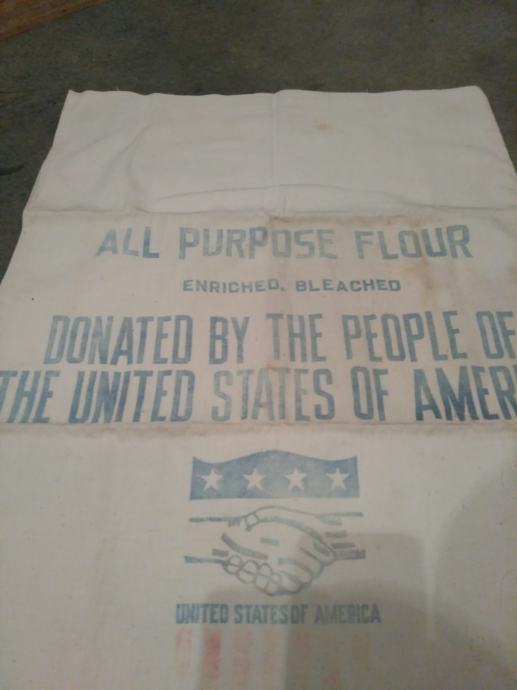 ALL PURPOSE FLOUR
ENRICHED, BLEACHED
DONATED BY THE PEOPLE OF
THE UNITED STATES OF AMER
UNITED STATES OF AMERICA